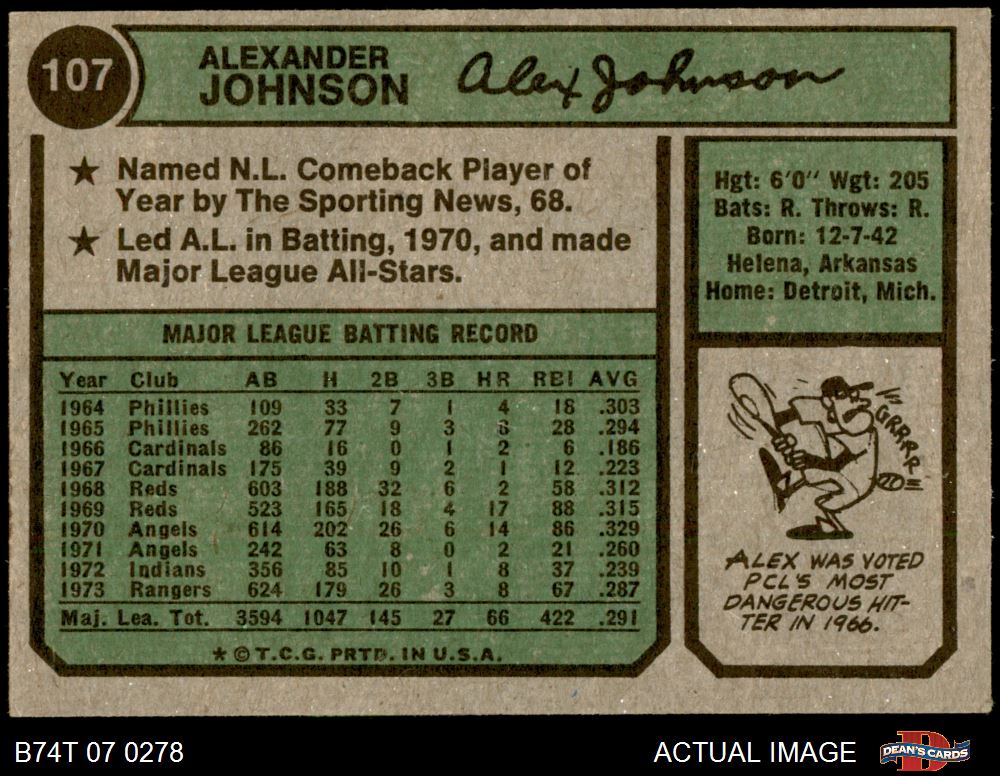 107
ALEXANDER
JOHNSON
Alex Johnson
★ Named N.L. Comeback Player of
Year by The Sporting News, 68.
★ Led A.L. in Batting, 1970, and made
Major League All-Stars.
MAJOR LEAGUE BATTING RECORD
Year Club AB H 2B 3B HR RBI AVG
1964 Phillies 109 33 7 1 4 18 .303
1965 Phillies 262 77 9 3 8 28 .294
1966 Cardinals 86 16 0 1 2 6 .186
1967 Cardinals 175 39 9 2 1 12 .223
1968 Reds 603 188 32 6 2 58 .312
1969 Reds 523 165 18 4 17 88 .315
1970 Angels 614 202 26 6 14 86 .329
1971 Angels 242 63 8 0 2 21 .260
1972 Indians 356 85 10 1 8 37 .239
1973 Rangers 624 179 26 3 8 67 .287
Maj. Lea. Tot. 3594 1047 145 27 66 422 .291
★ © T.C.G. PRTD. IN U.S.A.
Hgt: 6'0" Wgt: 205
Bats: R. Throws: R.
Born: 12-7-42
Helena, Arkansas
Home: Detroit, Mich.
GRRRR
ALEX WAS VOTED
PCL'S MOST
DANGEROUS HIT-
TER IN 1966.
B74T 07 0278
ACTUAL IMAGE
DEAN'S CARDS